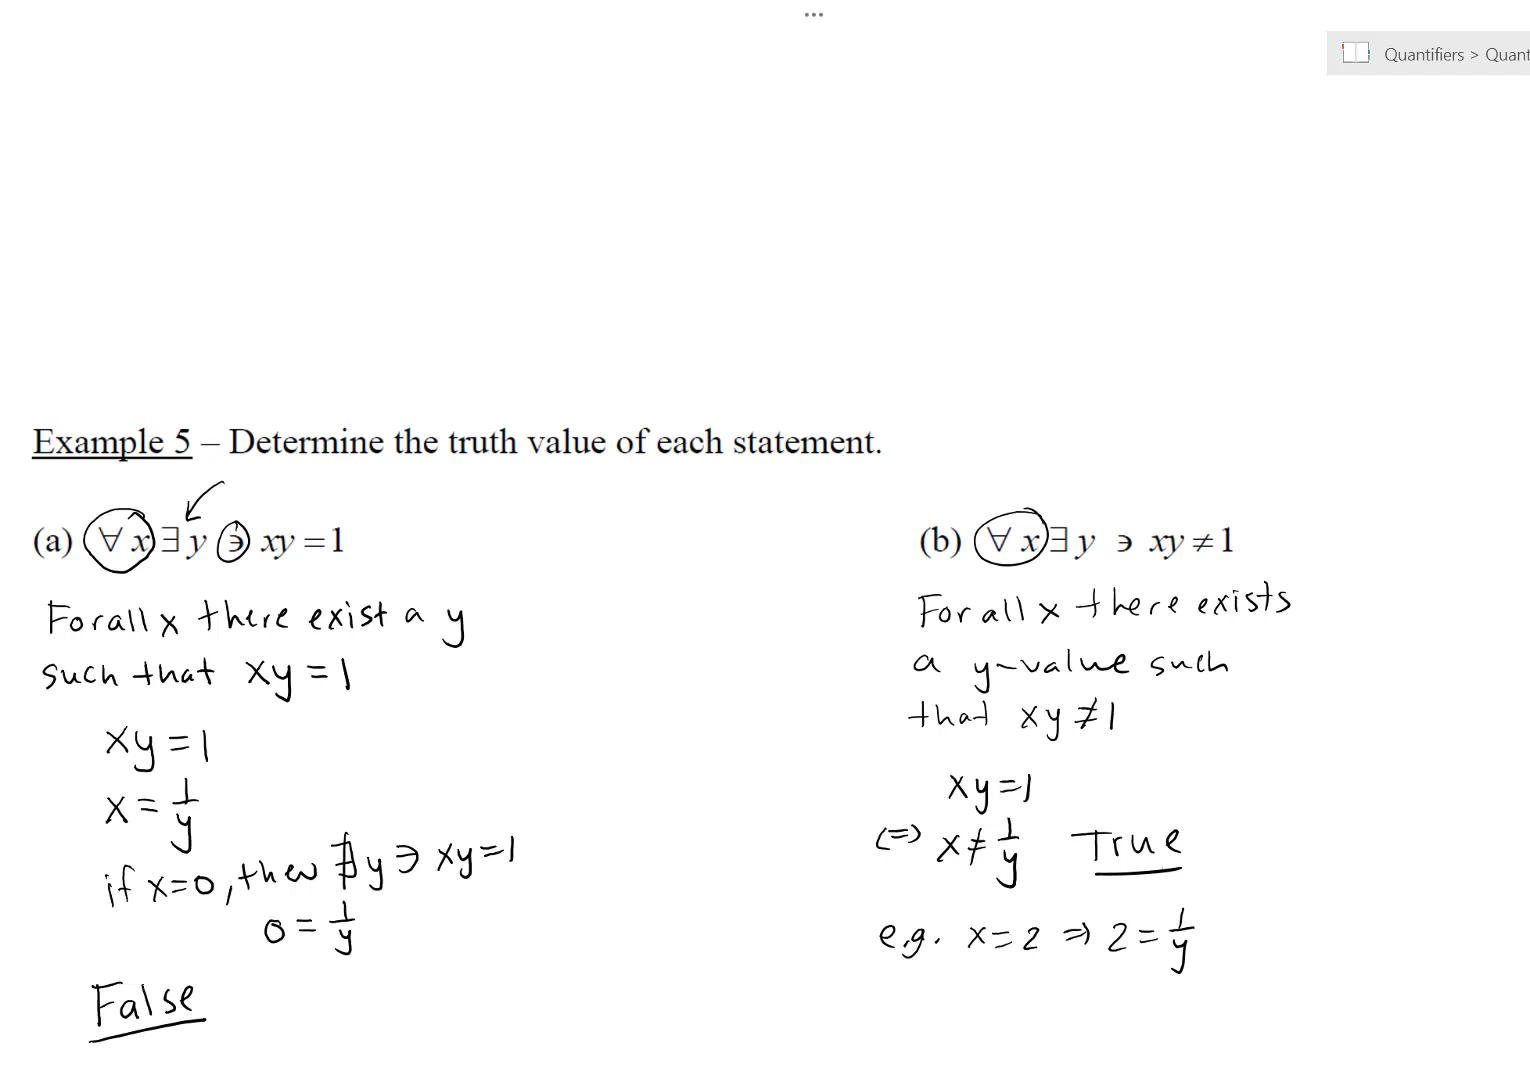 ...
Quantifiers > Quant
Example 5 – Determine the truth value of each statement.
(a) ∀ x ∃ y ∍ xy = 1
For all x there exist a y
such that xy = 1
xy = 1
x = 1/y
if x=0, then ∄y ∍ xy=1
0 = 1/y
False
(b) ∀ x ∃ y ∍ xy ≠ 1
For all x there exists
a y-value such
that xy ≠ 1
xy = 1
(=> x ≠ 1/y True
e.g. x = 2 => 2 = 1/y